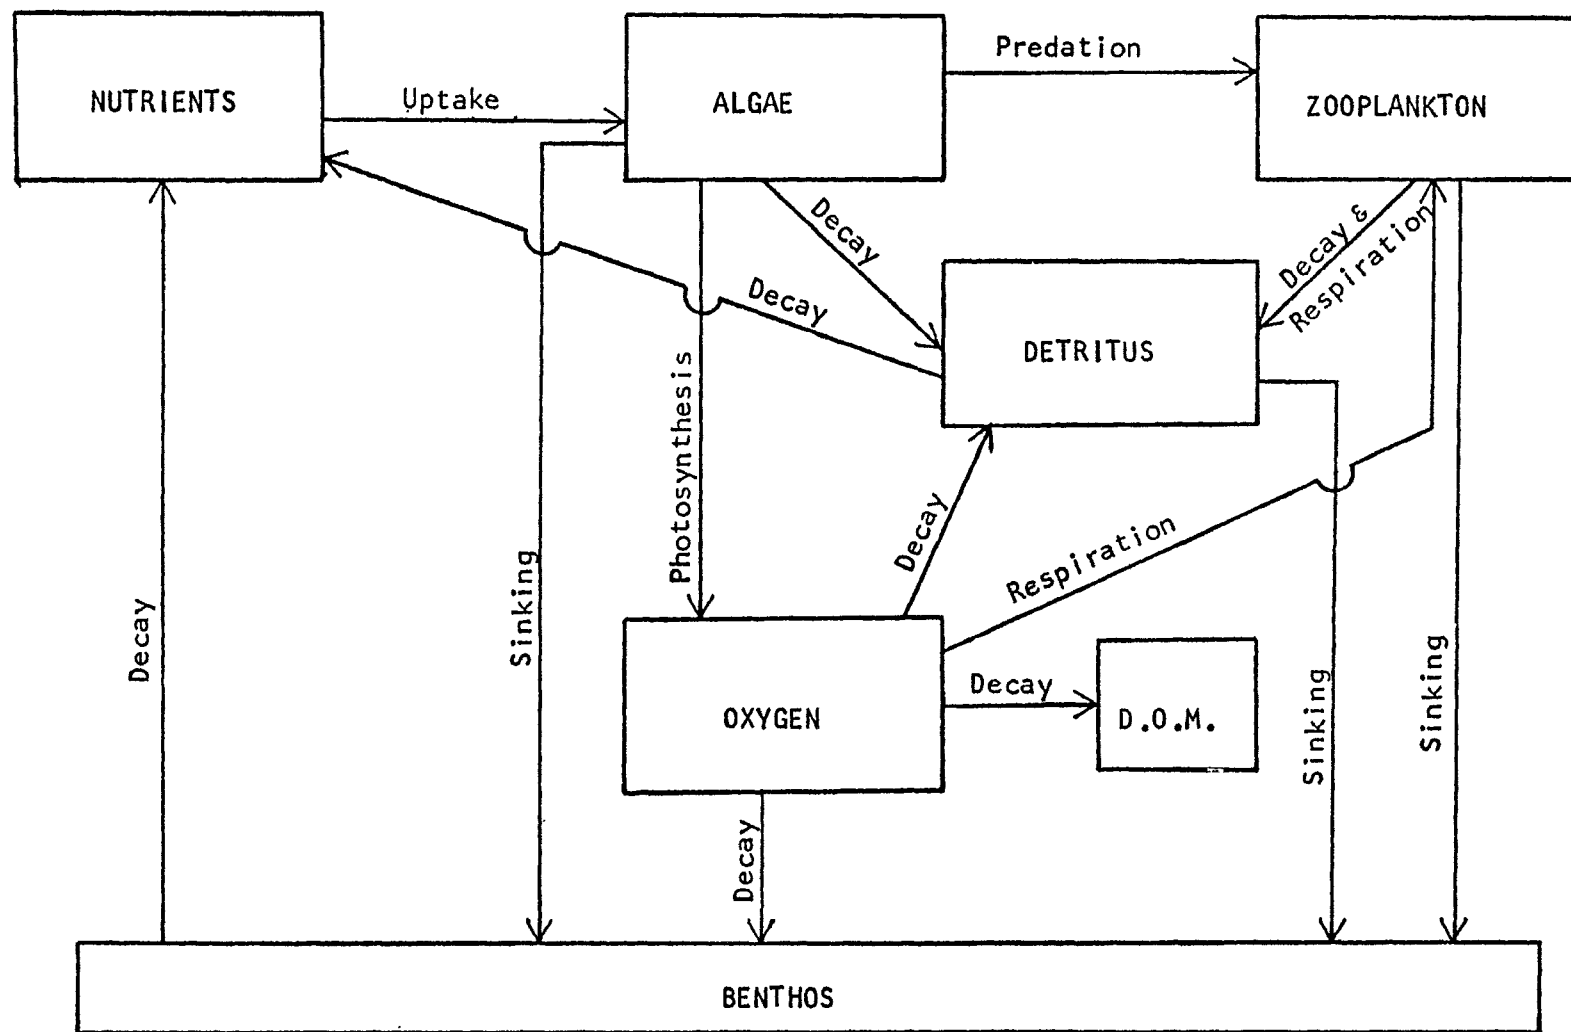 NUTRIENTS
Uptake
ALGAE
Predation
ZOOPLANKTON
Decay
Decay &
Respiration
Decay
DETRITUS
Photosynthesis
Decay
Respiration
Sinking
Decay
OXYGEN
Decay
D.O.M.
Sinking
Sinking
Decay
BENTHOS